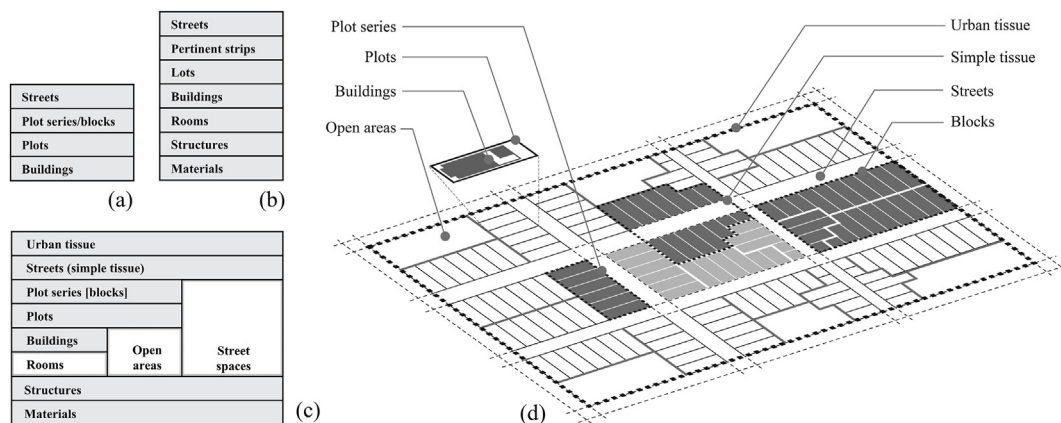 Streets
Plot series/blocks
Plots
Buildings
(a)
Streets
Pertinent strips
Lots
Buildings
Rooms
Structures
Materials
(b)
Urban tissue
Streets (simple tissue)
Plot series [blocks]
Plots
Buildings
Rooms
Open
areas
Street
spaces
Structures
Materials
(c)
Plot series
Plots
Buildings
Open areas
Urban tissue
Simple tissue
Streets
Blocks
(d)